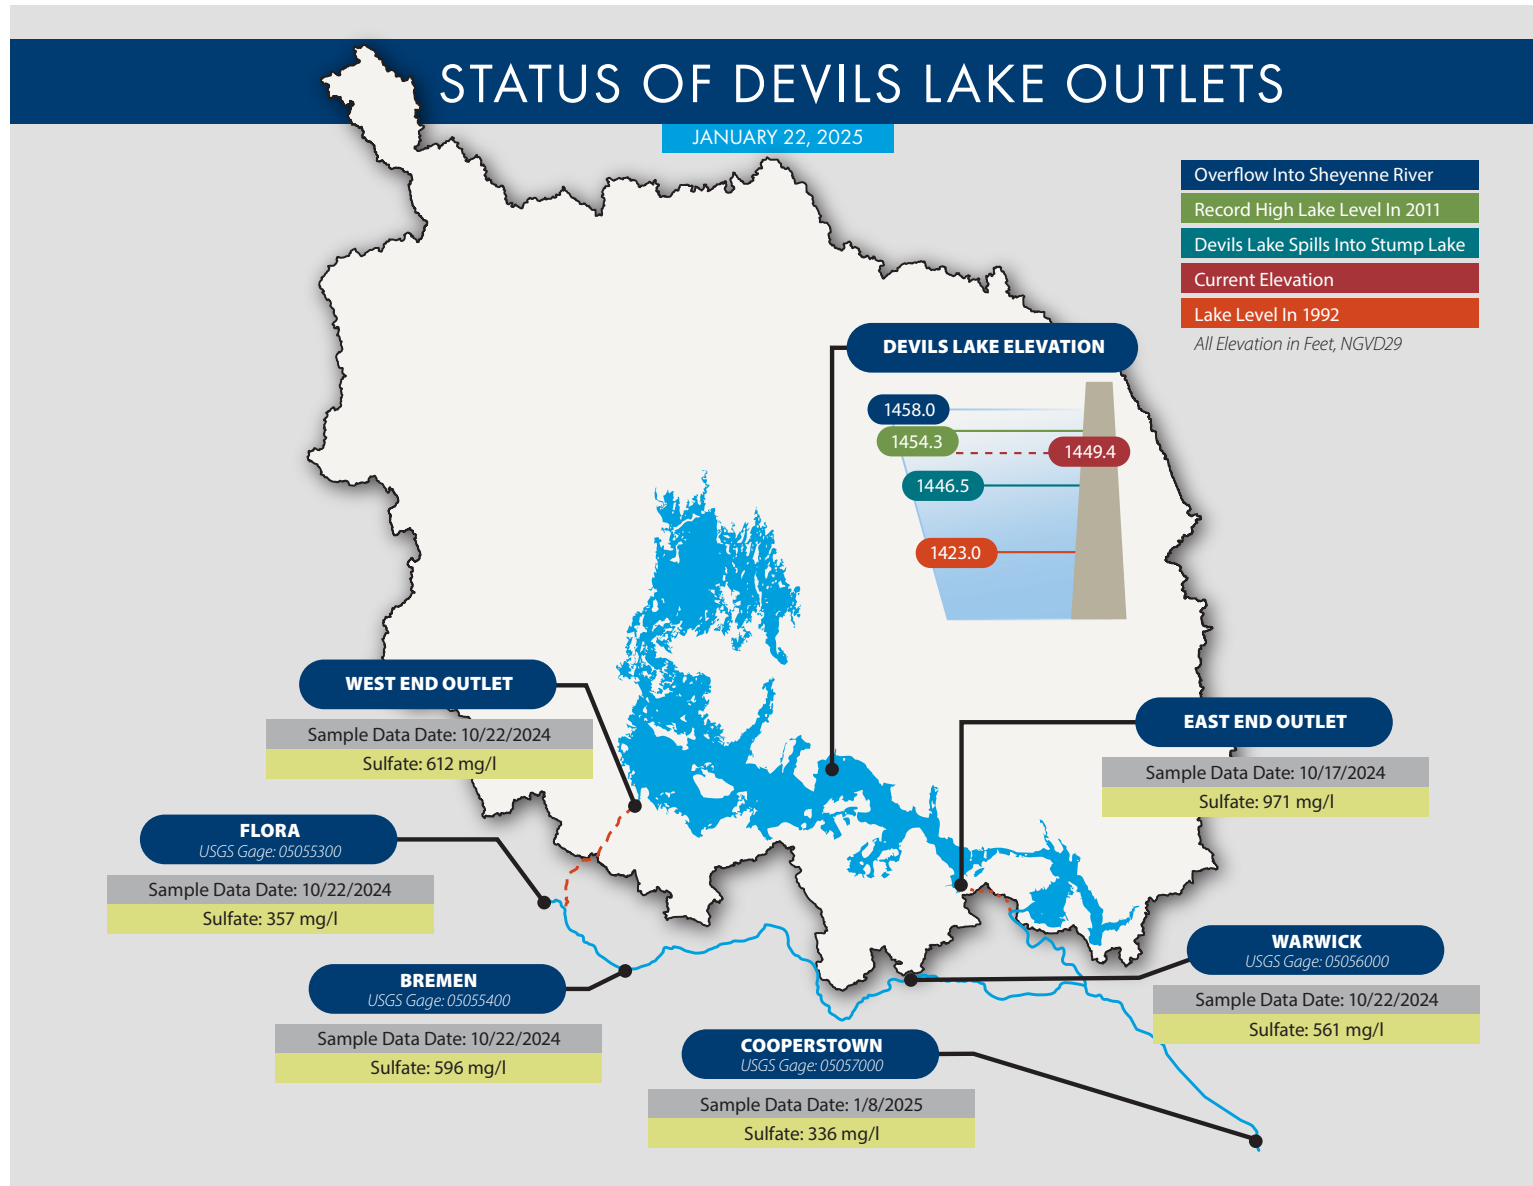 STATUS OF DEVILS LAKE OUTLETS
JANUARY 22, 2025
Overflow Into Sheyenne River
Record High Lake Level In 2011
Devils Lake Spills Into Stump Lake
Current Elevation
Lake Level In 1992
All Elevation in Feet, NGVD29
DEVILS LAKE ELEVATION
1458.0
1454.3
1449.4
1446.5
1423.0
WEST END OUTLET
Sample Data Date: 10/22/2024
Sulfate: 612 mg/l
EAST END OUTLET
Sample Data Date: 10/17/2024
Sulfate: 971 mg/l
FLORA
USGS Gage: 05055300
Sample Data Date: 10/22/2024
Sulfate: 357 mg/l
WARWICK
USGS Gage: 05056000
Sample Data Date: 10/22/2024
Sulfate: 561 mg/l
BREMEN
USGS Gage: 05055400
Sample Data Date: 10/22/2024
Sulfate: 596 mg/l
COOPERSTOWN
USGS Gage: 05057000
Sample Data Date: 1/8/2025
Sulfate: 336 mg/l